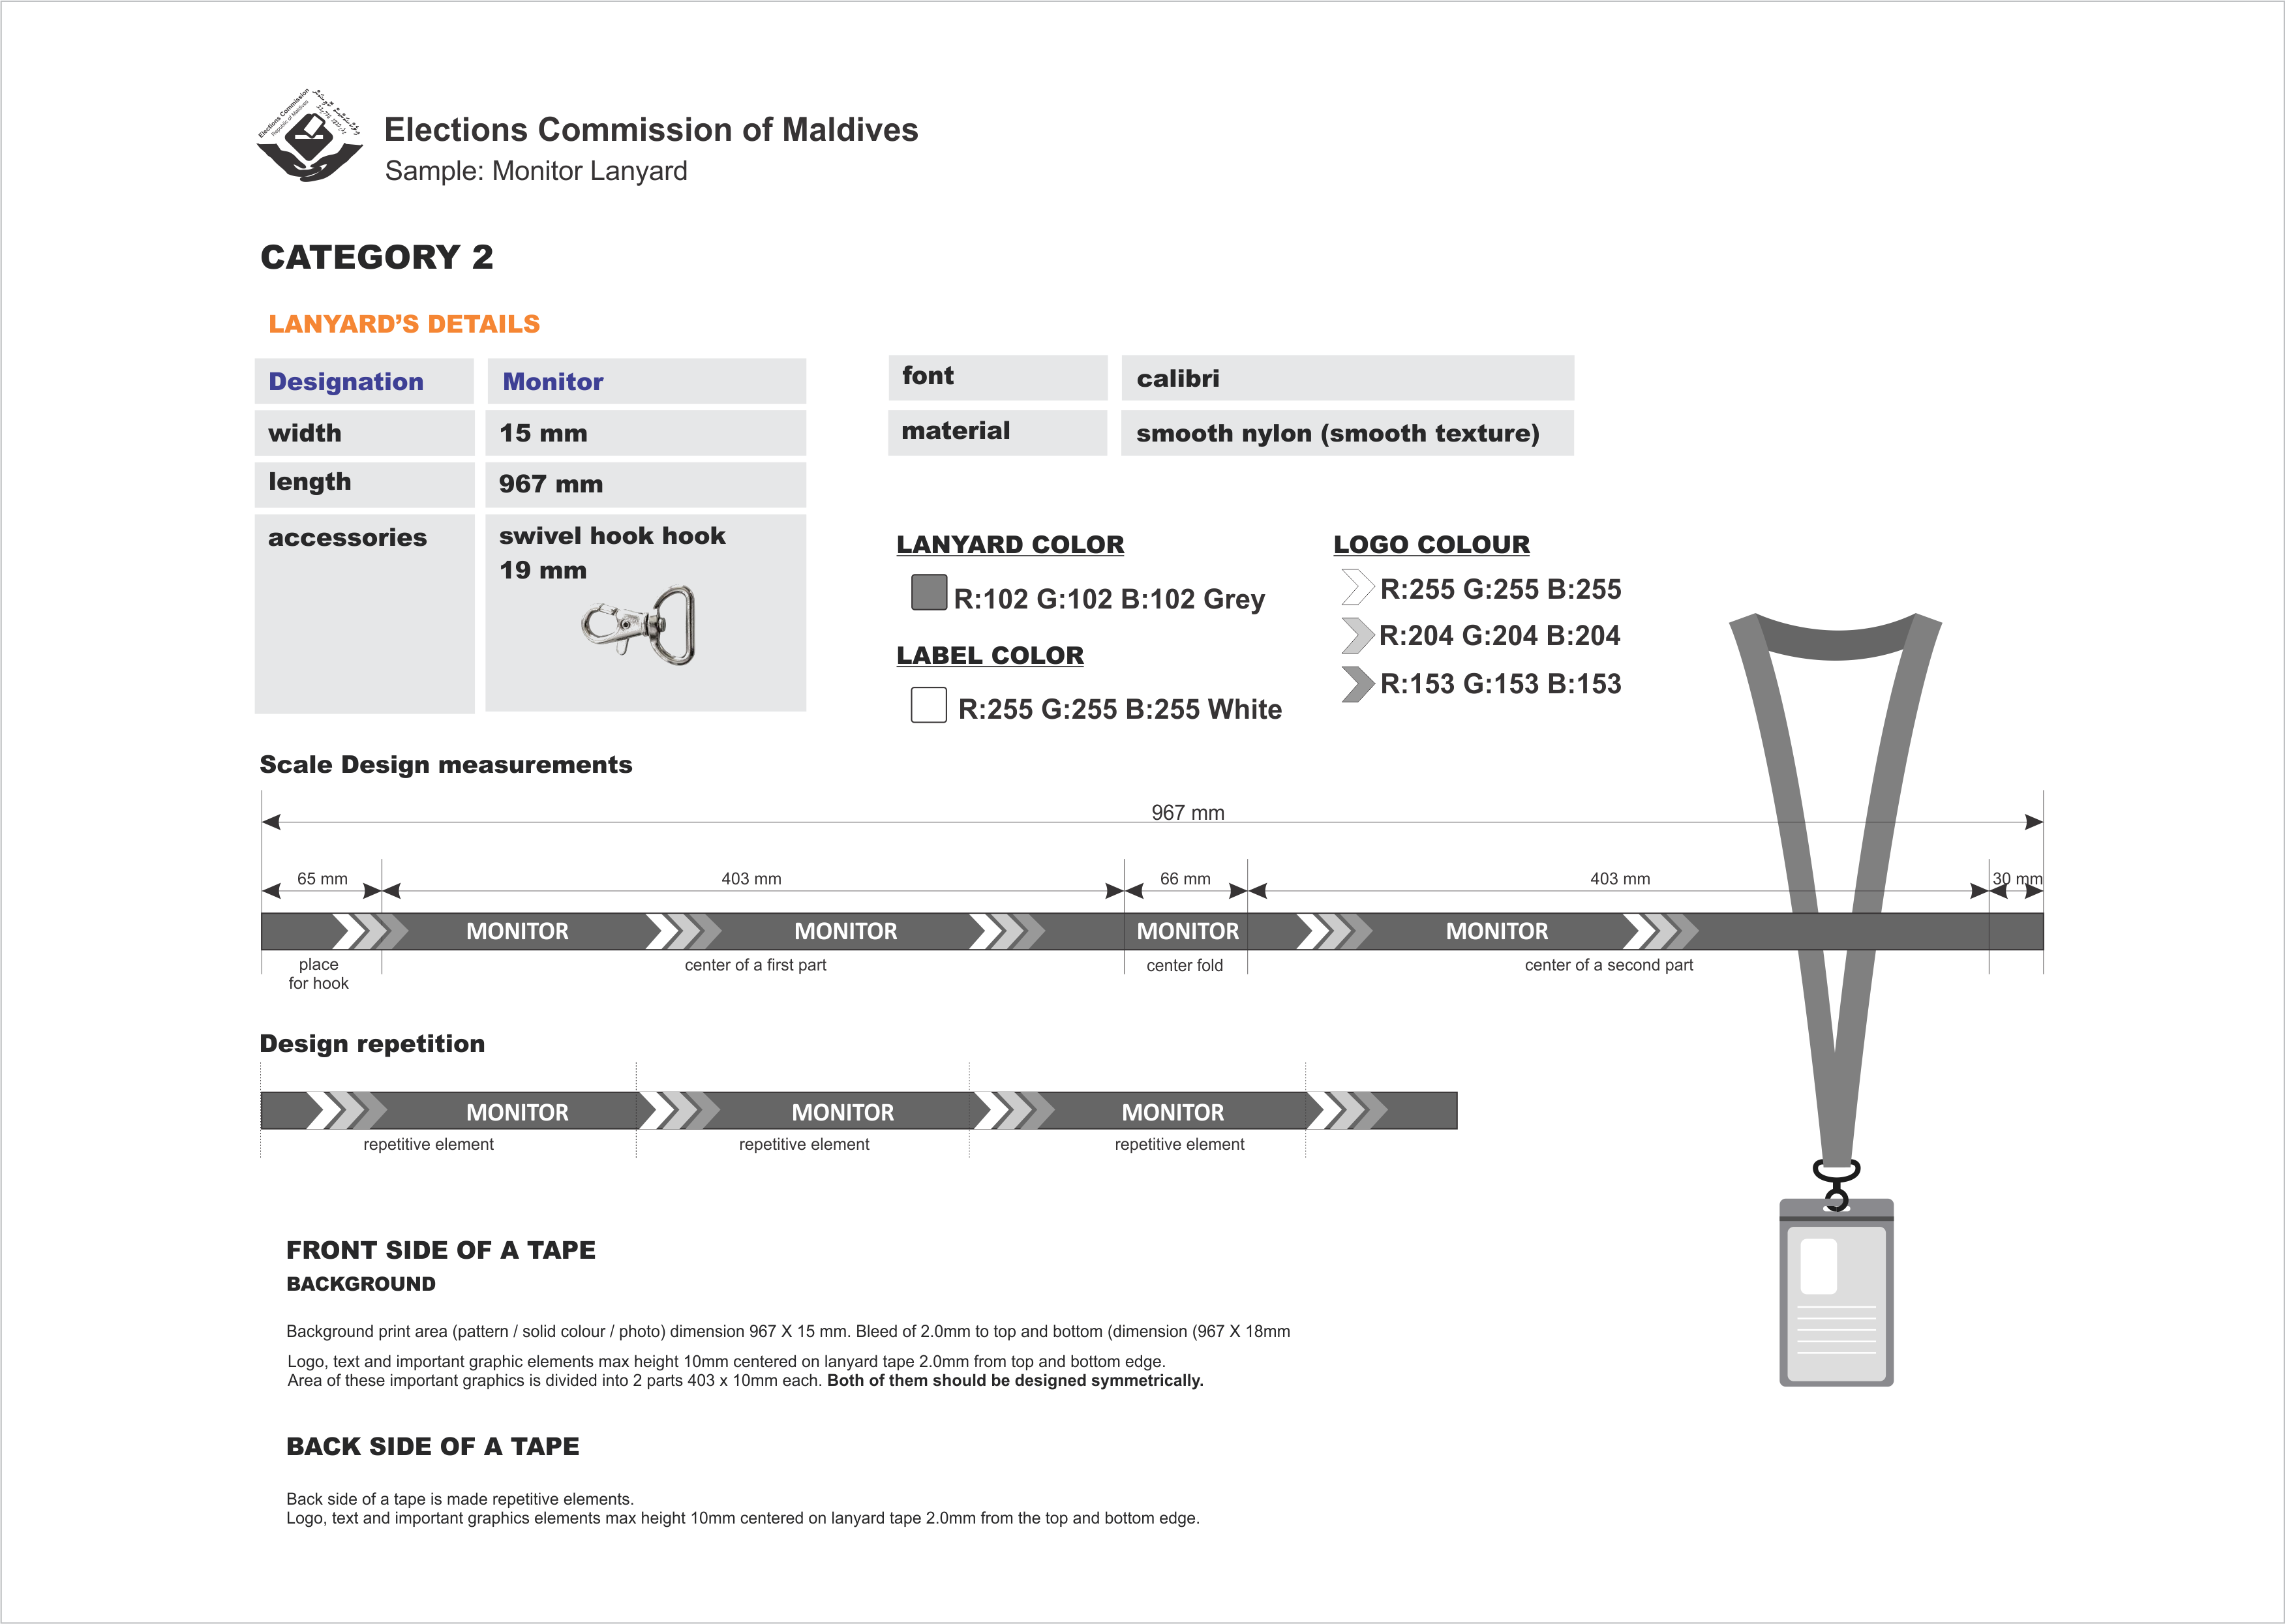 Elections Commission
Republic of Maldives
Elections Commission of Maldives
Sample: Monitor Lanyard
CATEGORY 2
LANYARD’S DETAILS
Designation
Monitor
width
15 mm
length
967 mm
accessories
swivel hook hook
19 mm
font
calibri
material
smooth nylon (smooth texture)
LANYARD COLOR
R:102 G:102 B:102 Grey
LABEL COLOR
R:255 G:255 B:255 White
LOGO COLOUR
R:255 G:255 B:255
R:204 G:204 B:204
R:153 G:153 B:153
Scale Design measurements
967 mm
65 mm
403 mm
66 mm
403 mm
30 mm
MONITOR
MONITOR
MONITOR
MONITOR
place
for hook
center of a first part
center fold
center of a second part
Design repetition
MONITOR
MONITOR
MONITOR
repetitive element
repetitive element
repetitive element
FRONT SIDE OF A TAPE
BACKGROUND
Background print area (pattern / solid colour / photo) dimension 967 X 15 mm. Bleed of 2.0mm to top and bottom (dimension (967 X 18mm
Logo, text and important graphic elements max height 10mm centered on lanyard tape 2.0mm from top and bottom edge.
Area of these important graphics is divided into 2 parts 403 x 10mm each. Both of them should be designed symmetrically.
BACK SIDE OF A TAPE
Back side of a tape is made repetitive elements.
Logo, text and important graphics elements max height 10mm centered on lanyard tape 2.0mm from the top and bottom edge.